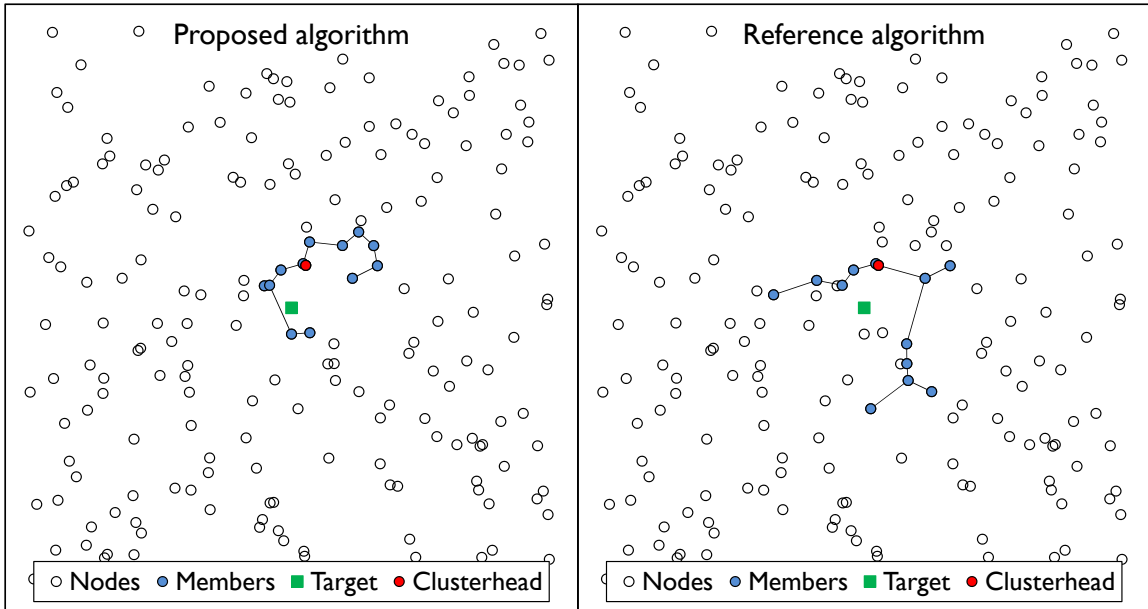 Proposed algorithm
Reference algorithm
Nodes Members Target Clusterhead
Nodes Members Target Clusterhead